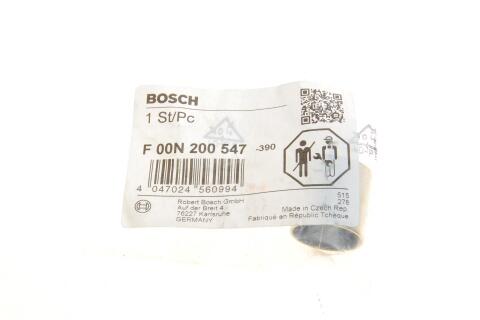 BOSCH
1 St/Pc
F 00N 200 547 -390
4 047024 560994
Robert Bosch GmbH
Auf der Breit 4
76227 Karlsruhe
GERMANY
515
276
Made in Czech Rep.
Fabriqué en République Tchèque